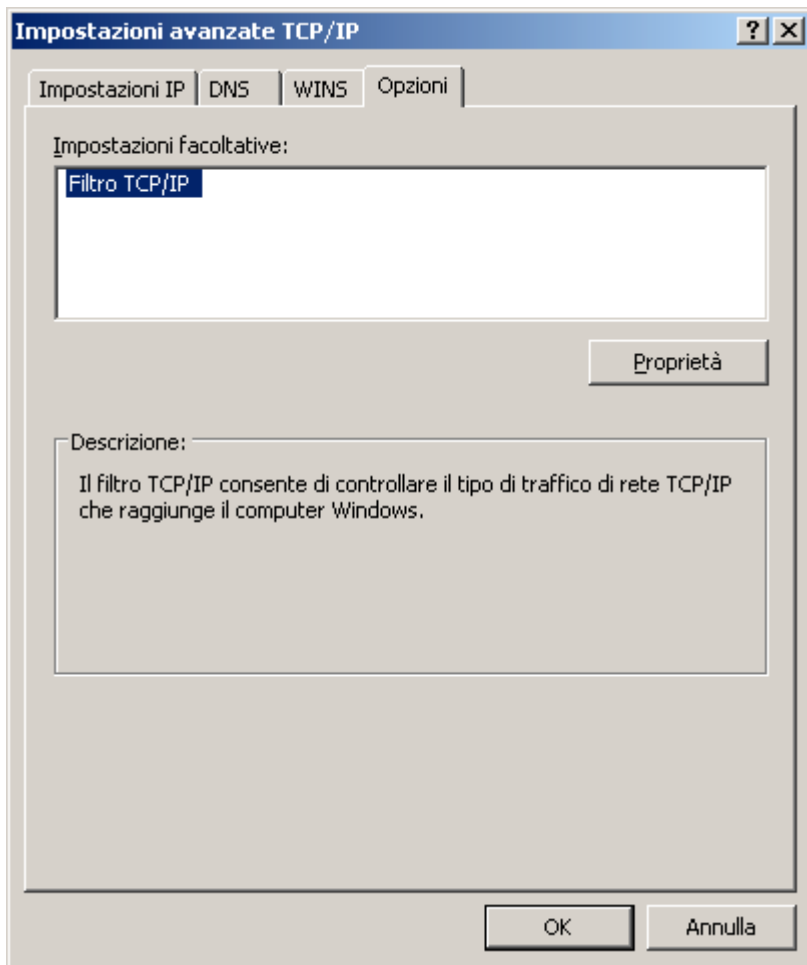 Impostazioni avanzate TCP/IP
Impostazioni IP DNS WINS Opzioni
Impostazioni facoltative:
Filtro TCP/IP
Proprietà
Descrizione:
Il filtro TCP/IP consente di controllare il tipo di traffico di rete TCP/IP
che raggiunge il computer Windows.
OK Annulla